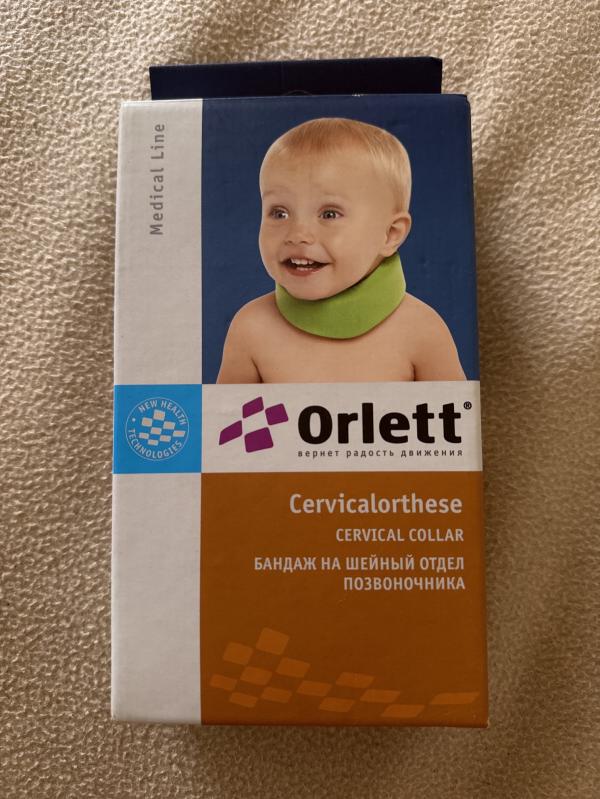 Medical Line
NEW HEALTH
TECHNOLOGIES
Orlett®
вернет радость движения
Cervicalorthese
CERVICAL COLLAR
БАНДАЖ НА ШЕЙНЫЙ ОТДЕЛ
ПОЗВОНОЧНИКА